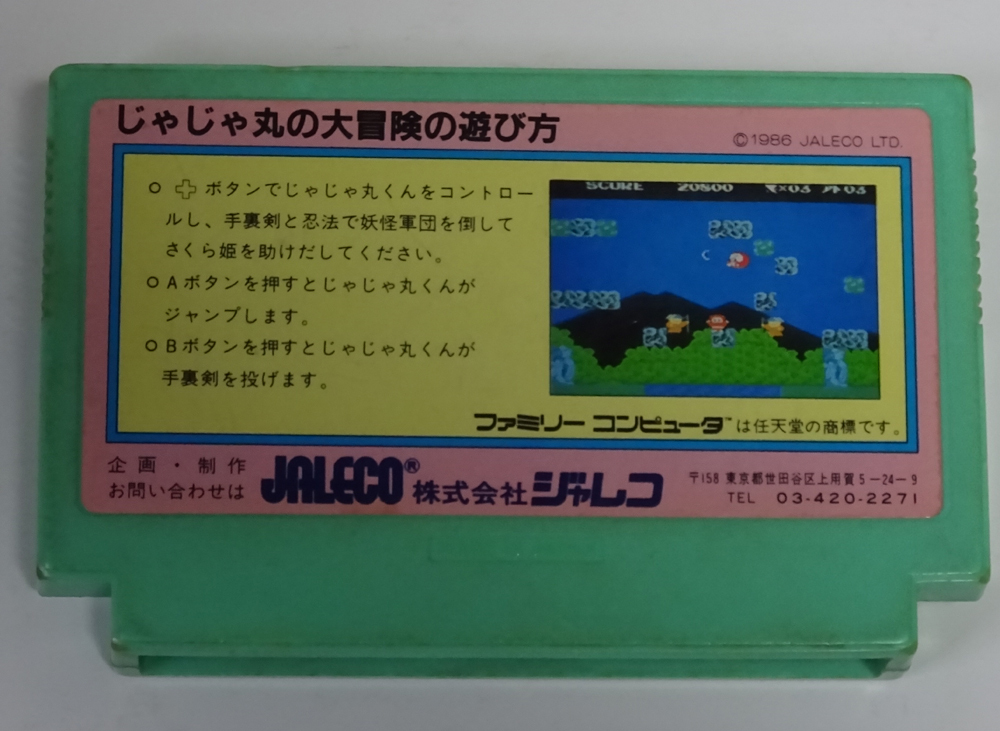 じゃじゃ丸の大冒険の遊び方
©1986 JALECO LTD.
○ ✚ ボタンでじゃじゃ丸くんをコントロー
ルし、手裏剣と忍法で妖怪軍団を倒して
さくら姫を助けだしてください。
○ Aボタンを押すとじゃじゃ丸くんが
ジャンプします。
○ Bボタンを押すとじゃじゃ丸くんが
手裏剣を投げます。
SCORE 20800 ×03 03
ファミリー コンピュータ™は任天堂の商標です。
企画・制作
お問い合わせは
JALECO® 株式会社ジャレコ
〒158 東京都世田谷区上用賀5-24-9
TEL 03-420-2271